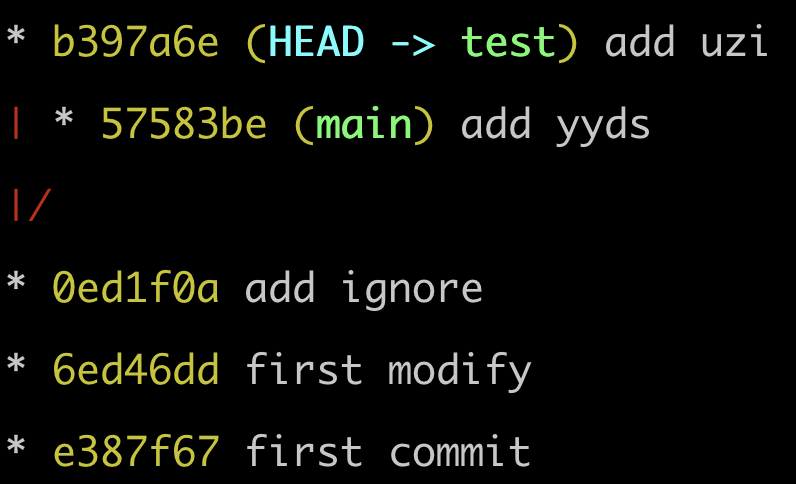 * b397a6e (HEAD -> test) add uzi
| * 57583be (main) add yyds
|/
* 0ed1f0a add ignore
* 6ed46dd first modify
* e387f67 first commit